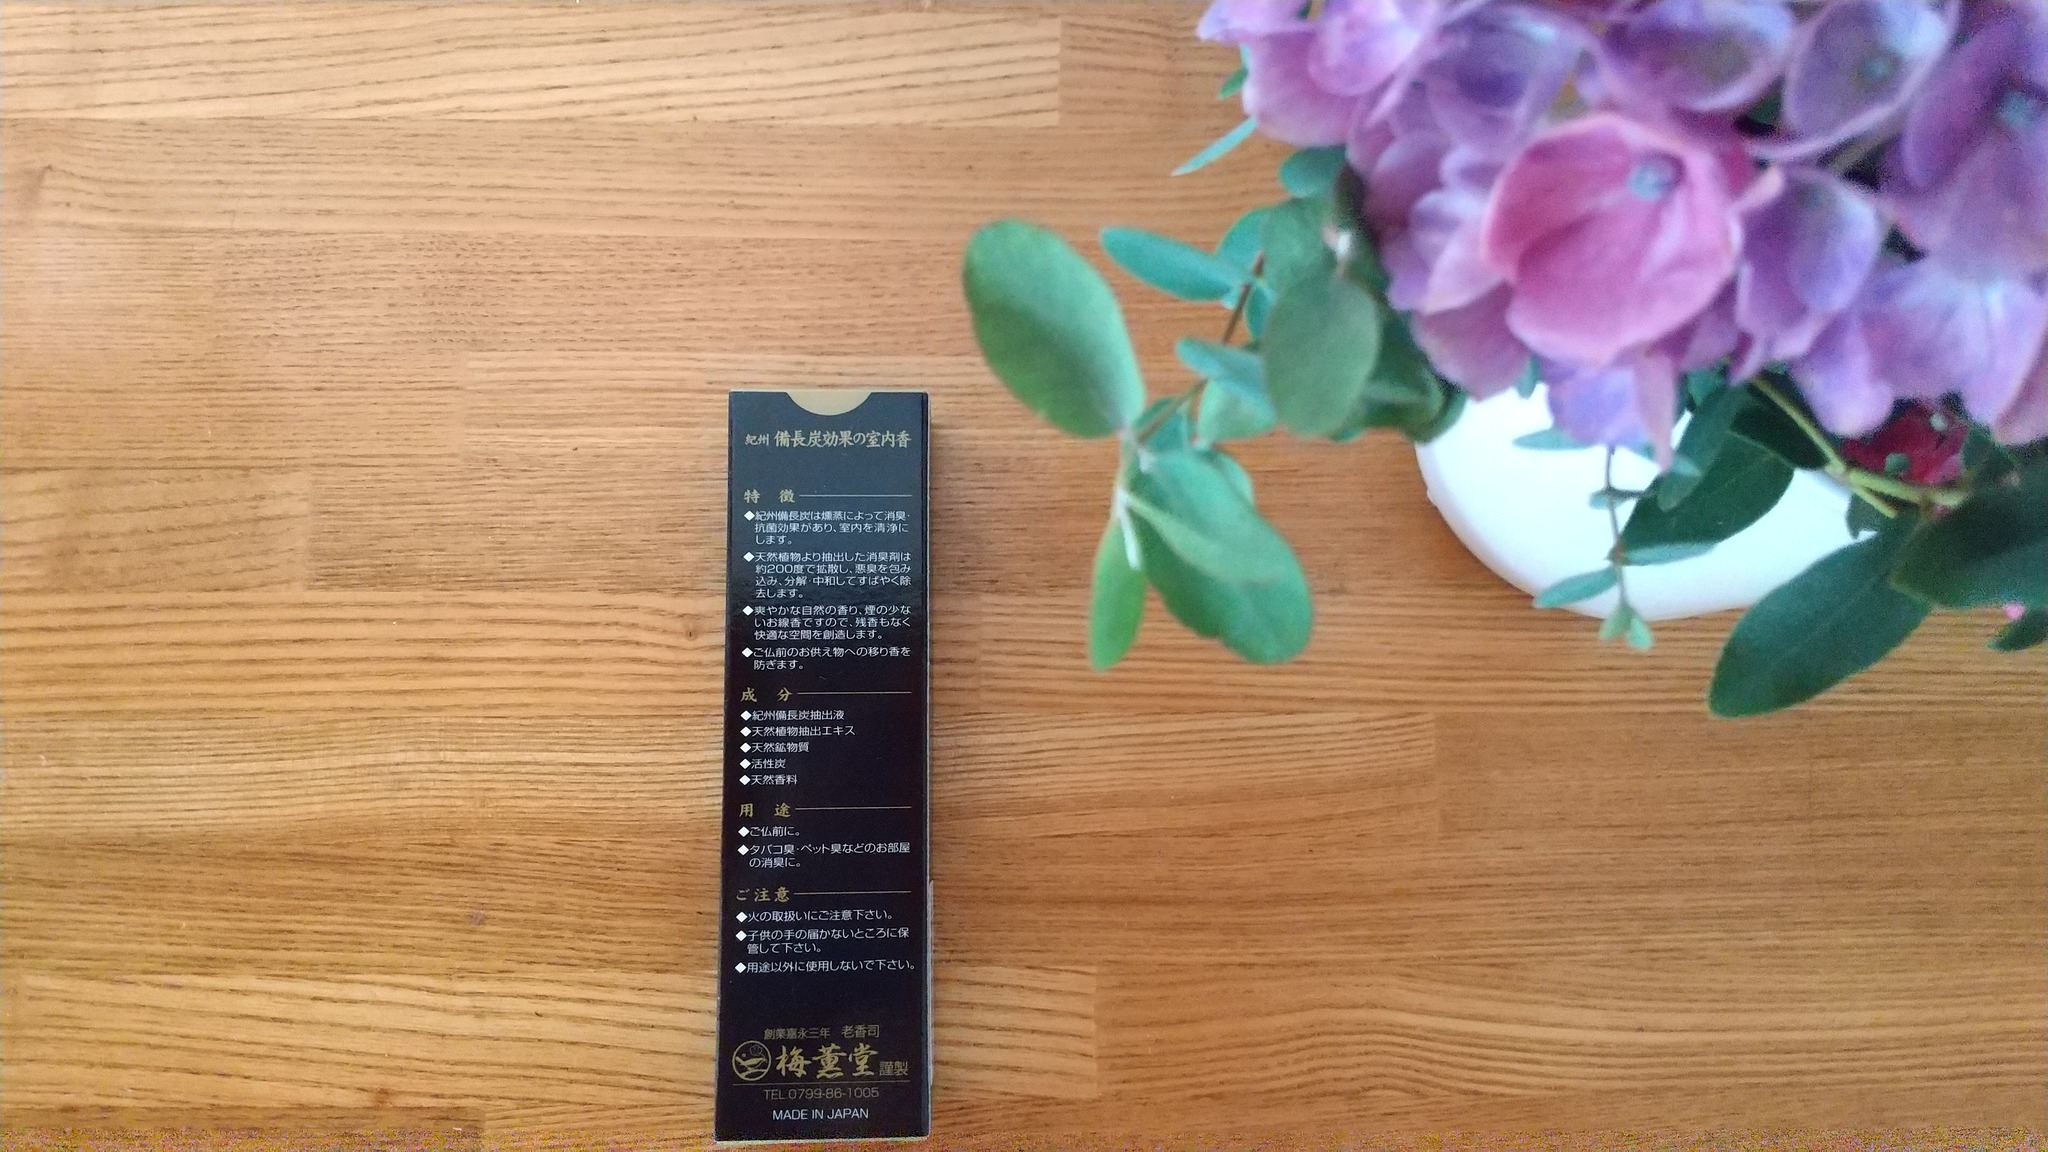 紀州 備長炭効果の室内香
特 徴
◆紀州備長炭は燻蒸によって消臭・
抗菌効果があり、室内を清浄に
します。
◆天然植物より抽出した消臭剤は
約200度で拡散し、悪臭を包み
込み、分解・中和してすばやく除
去します。
◆爽やかな自然の香り、煙の少な
いお線香ですので、残香もなく
快適な空間を創造します。
◆ご仏前のお供え物への移り香を
防ぎます。
成 分
◆紀州備長炭抽出液
◆天然植物抽出エキス
◆天然鉱物質
◆活性炭
◆天然香料
用 途
◆ご仏前に。
◆タバコ臭・ペット臭などのお部屋
の消臭に。
ご注意
◆火の取扱いにご注意下さい。
◆子供の手の届かないところに保
管して下さい。
◆用途以外に使用しないで下さい。
創業嘉永三年 老香司
梅薫堂 謹製
TEL 0799-86-1005
MADE IN JAPAN